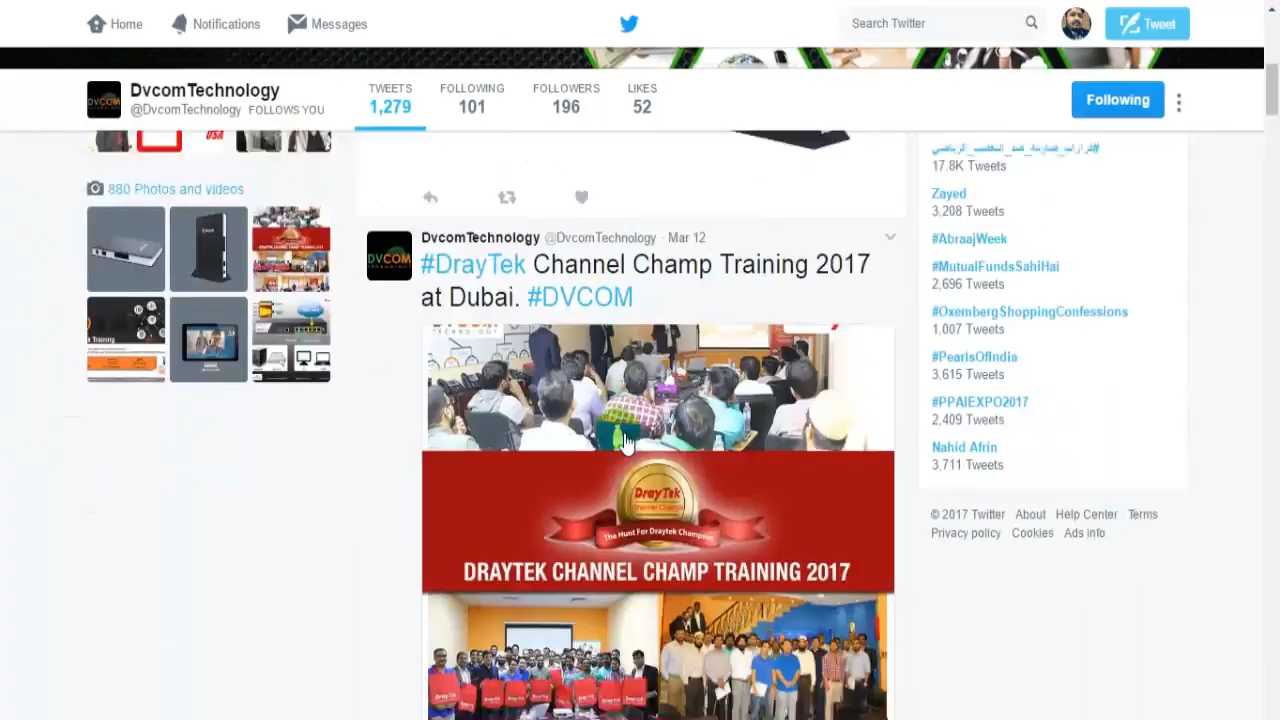 Home
Notifications
Messages
Search Twitter
Tweet
DvcomTechnology
@DvcomTechnology FOLLOWS YOU
TWEETS
1,279
FOLLOWING
101
FOLLOWERS
196
LIKES
52
Following
USA
880 Photos and videos
DVCOM
DvcomTechnology @DvcomTechnology · Mar 12
#DrayTek Channel Champ Training 2017
at Dubai. #DVCOM
DrayTek
The Hunt For Draytek Champion
DRAYTEK CHANNEL CHAMP TRAINING 2017
17.8K Tweets
Zayed
3,208 Tweets
#AbraajWeek
#MutualFundsSahiHai
2,696 Tweets
#OxembergShoppingConfessions
1,007 Tweets
#PearlsOfIndia
3,615 Tweets
#PPAIEXPO2017
2,409 Tweets
Nahid Afrin
3,711 Tweets
© 2017 Twitter About Help Center Terms
Privacy policy Cookies Ads info